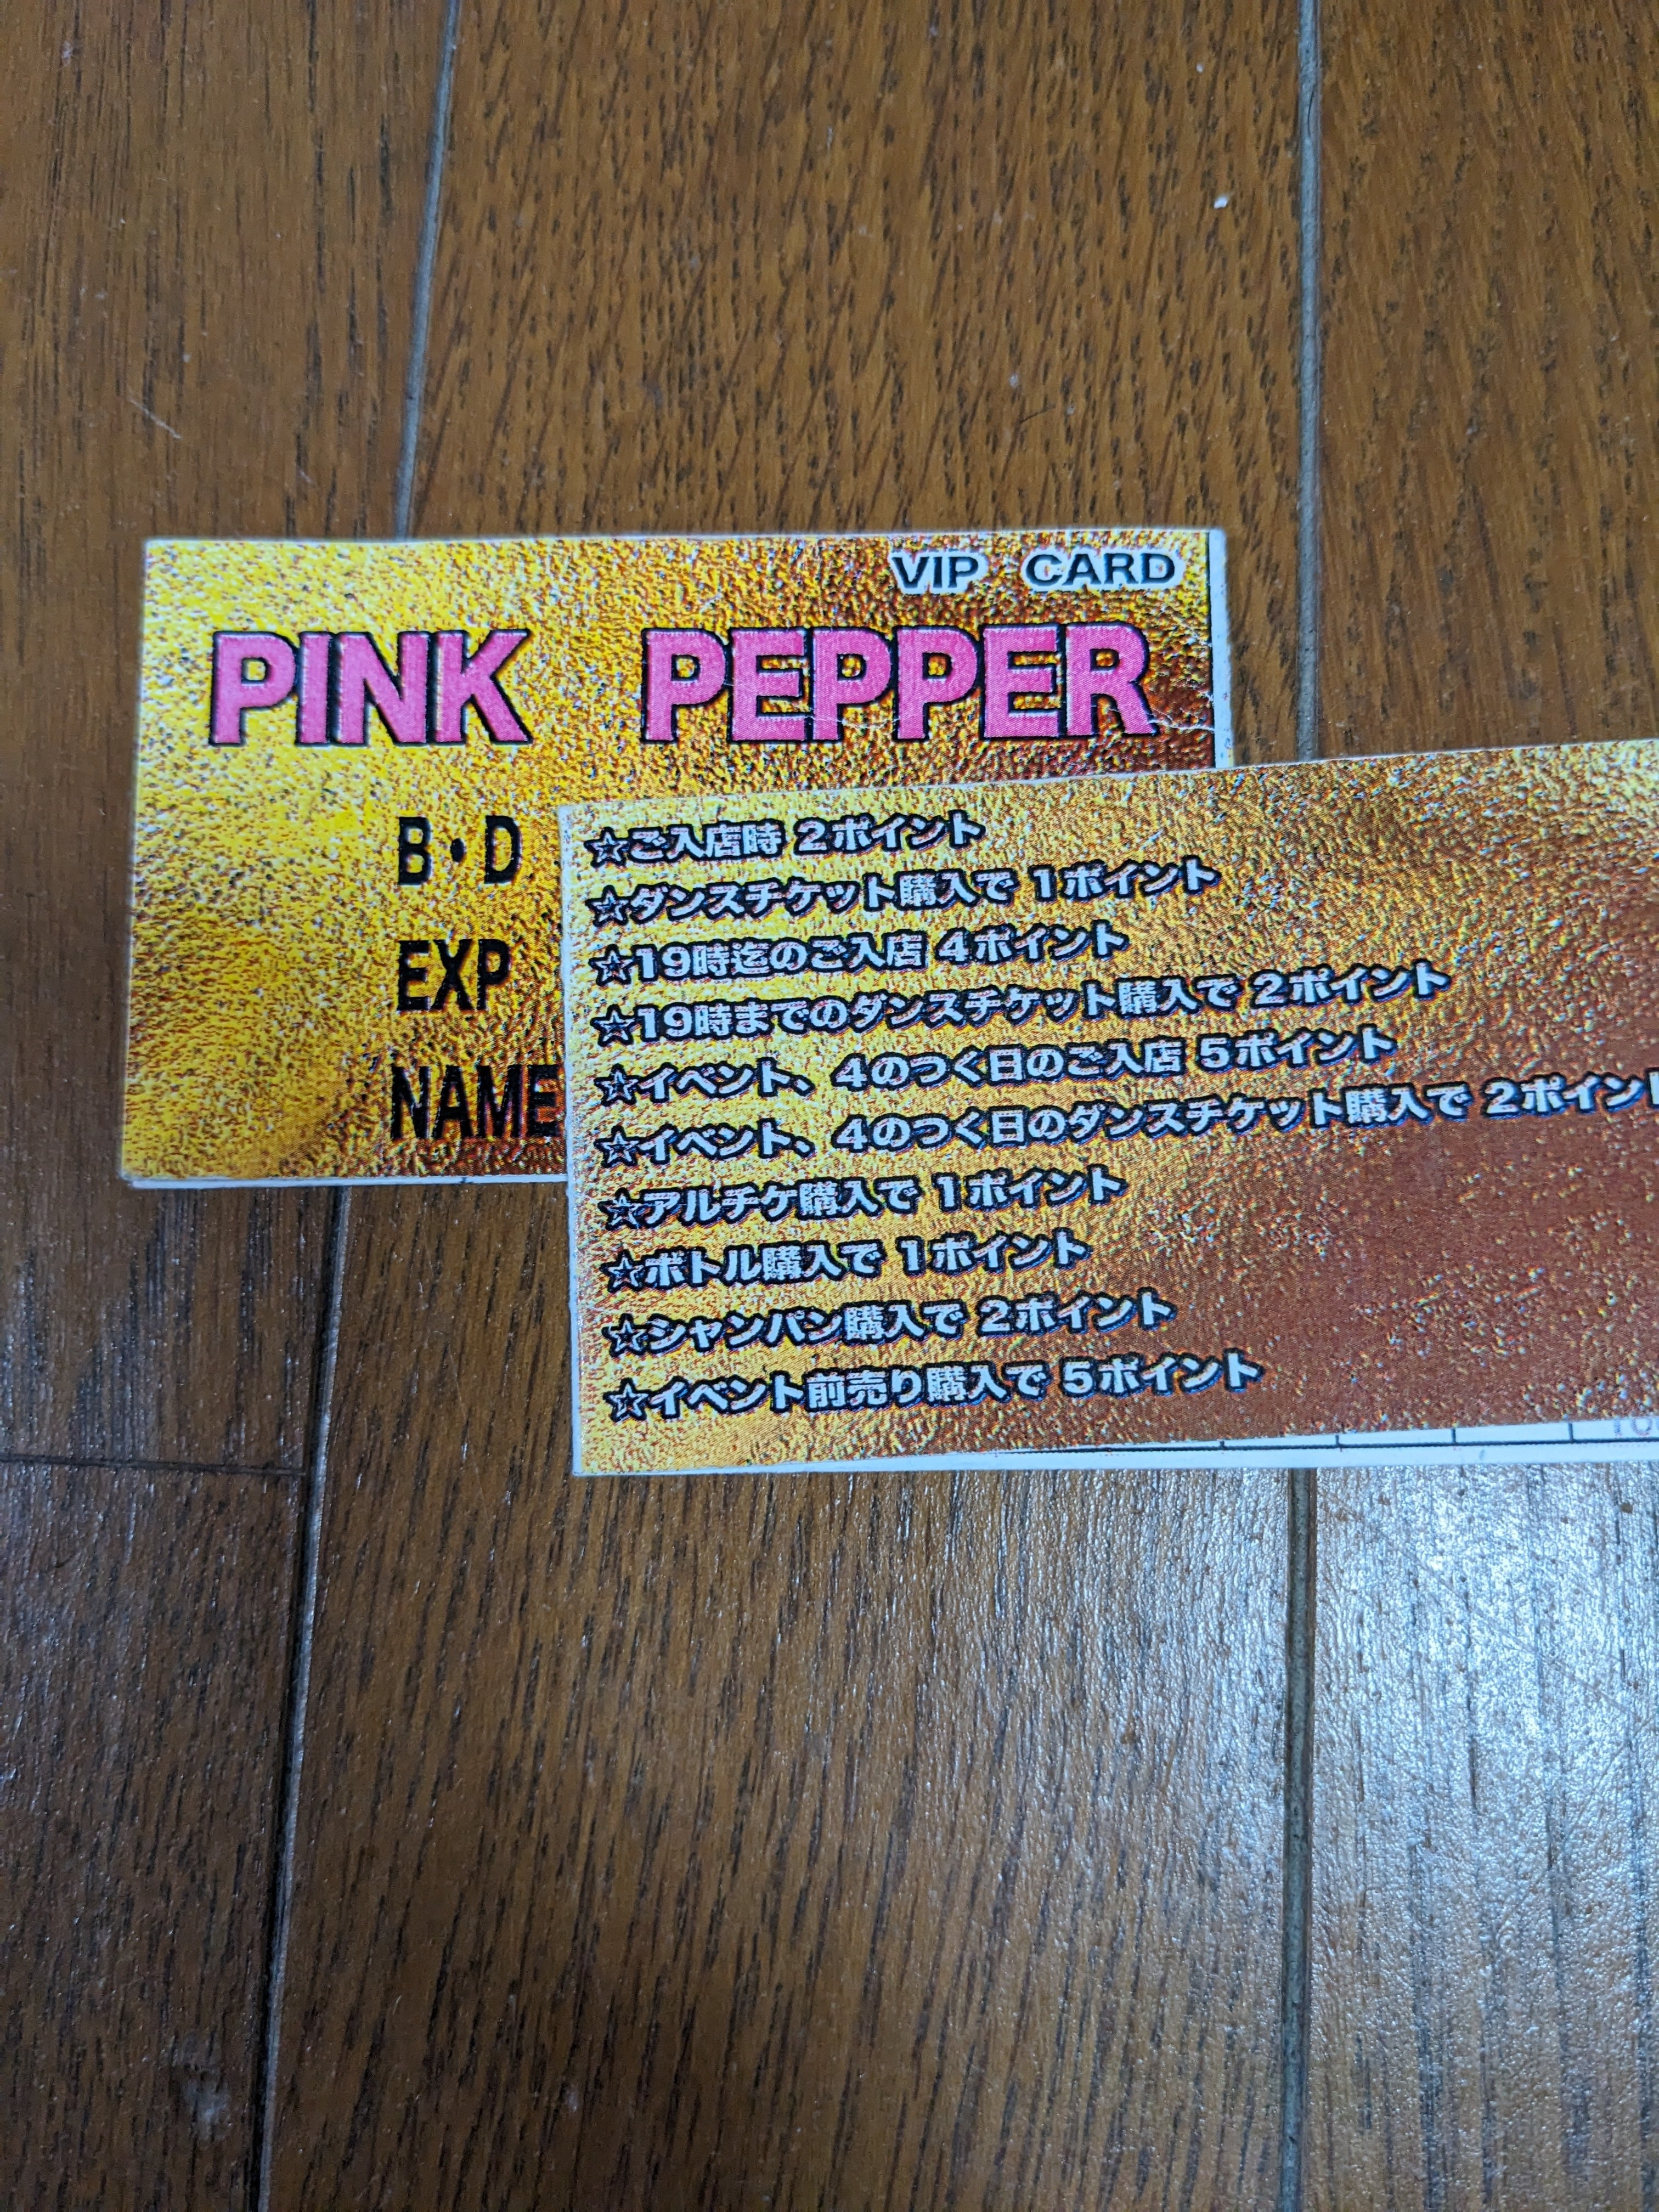 VIP CARD
PINK PEPPER
B・D
EXP
NAME
☆ご入店時 2ポイント
☆ダンスチケット購入で 1ポイント
☆19時迄のご入店 4ポイント
☆19時までのダンスチケット購入で 2ポイント
☆イベント、4のつく日のご入店 5ポイント
☆イベント、4のつく日のダンスチケット購入で 2ポイント
☆アルチケ購入で 1ポイント
☆ボトル購入で 1ポイント
☆シャンパン購入で 2ポイント
☆イベント前売り購入で 5ポイント